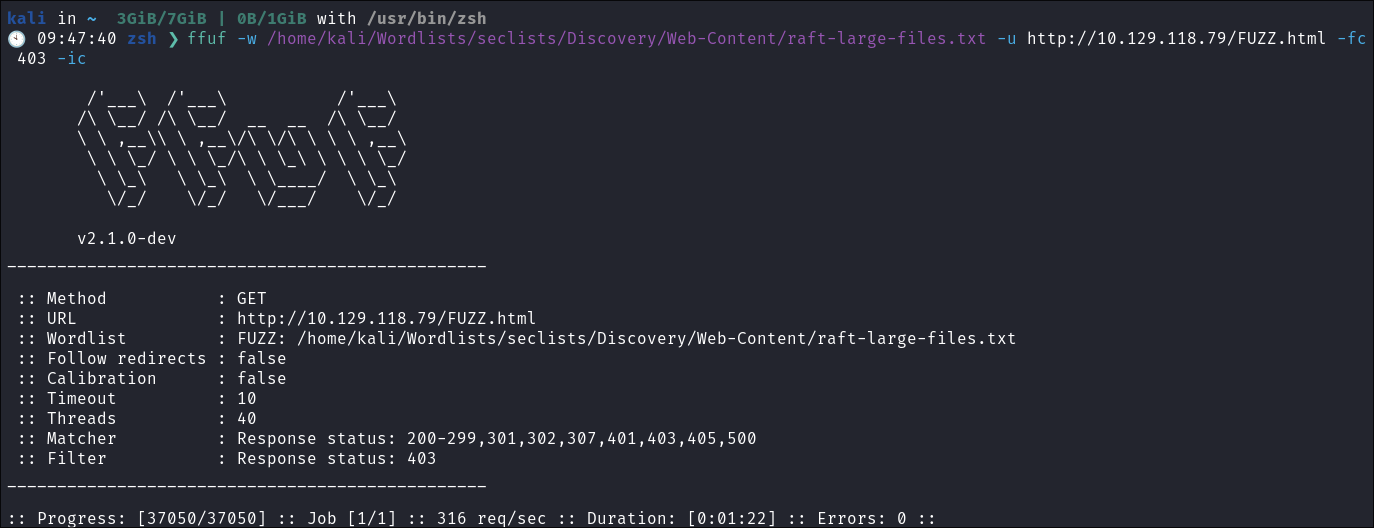 kali in ~  3GiB/7GiB | 0B/1GiB with /usr/bin/zsh
🕙 09:47:40 zsh ❯ ffuf -w /home/kali/Wordlists/seclists/Discovery/Web-Content/raft-large-files.txt -u http://10.129.118.79/FUZZ.html -fc
 403 -ic

        /'___\  /'___\           /'___\
       /\ \__/ /\ \__/  __  __  /\ \__/
       \ \ ,__\\ \ ,__\/\ \/\ \ \ \ ,__\
        \ \ \_/ \ \ \_/\ \ \_\ \ \ \ \_/
         \ \_\   \ \_\  \ \____/  \ \_\
          \/_/    \/_/   \/___/    \/_/

       v2.1.0-dev
________________________________________________

 :: Method           : GET
 :: URL              : http://10.129.118.79/FUZZ.html
 :: Wordlist         : FUZZ: /home/kali/Wordlists/seclists/Discovery/Web-Content/raft-large-files.txt
 :: Follow redirects : false
 :: Calibration      : false
 :: Timeout          : 10
 :: Threads          : 40
 :: Matcher          : Response status: 200-299,301,302,307,401,403,405,500
 :: Filter           : Response status: 403
________________________________________________

:: Progress: [37050/37050] :: Job [1/1] :: 316 req/sec :: Duration: [0:01:22] :: Errors: 0 ::